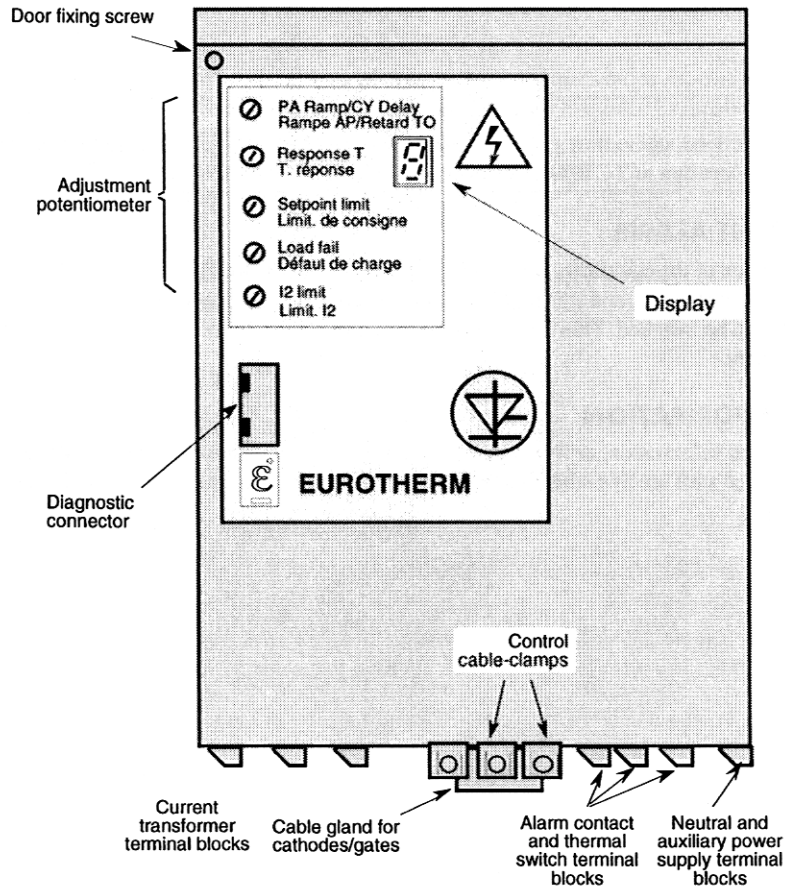 Door fixing screw
PA Ramp/CY Delay
Rampe AP/Retard TO
Response T
T. réponse
Adjustment
potentiometer
Setpoint limit
Limit. de consigne
Load fail
Défaut de charge
I2 limit
Limit. I2
Display
Diagnostic
connector
EUROTHERM
Control
cable-clamps
Current
transformer
terminal blocks
Cable gland for
cathodes/gates
Alarm contact
and thermal
switch terminal
blocks
Neutral and
auxiliary power
supply terminal
blocks